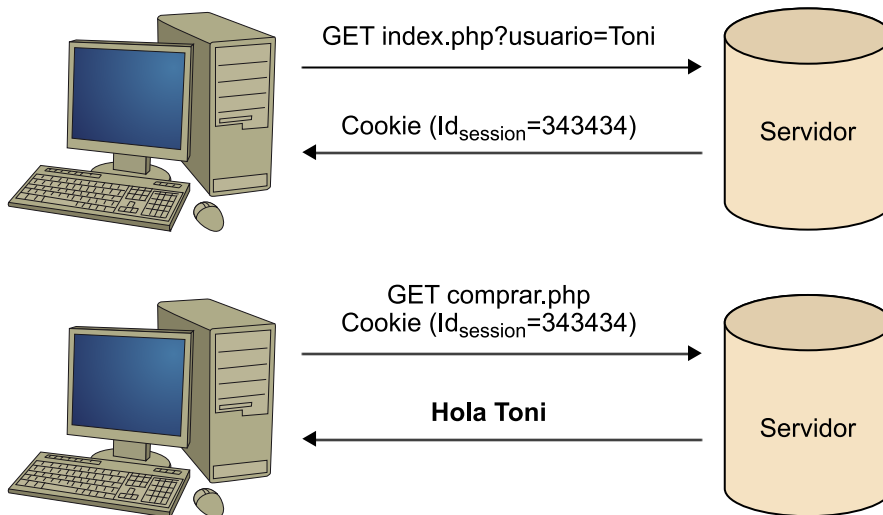 GET index.php?usuario=Toni
Cookie (Idsession=343434)
Servidor
GET comprar.php
Cookie (Idsession=343434)
Hola Toni
Servidor